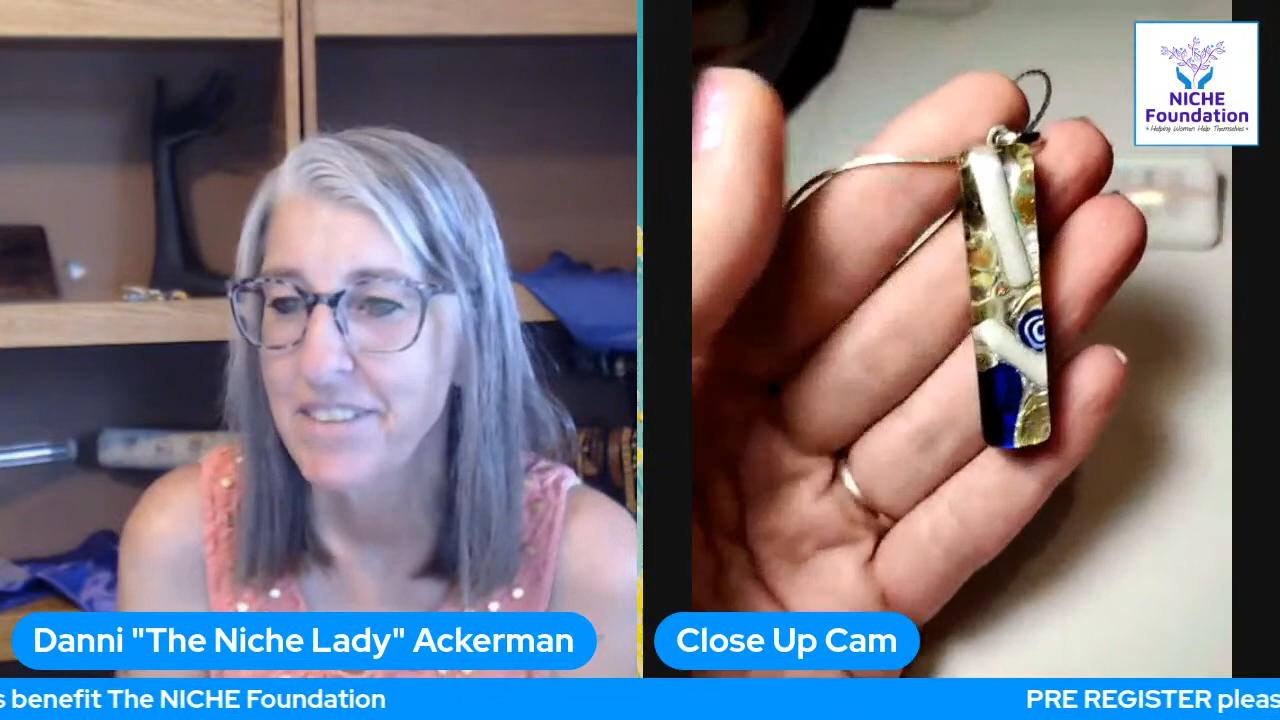 NICHE
Foundation
• Helping Women Help Themselves •
Danni "The Niche Lady" Ackerman
Close Up Cam
s benefit The NICHE Foundation
PRE REGISTER pleas